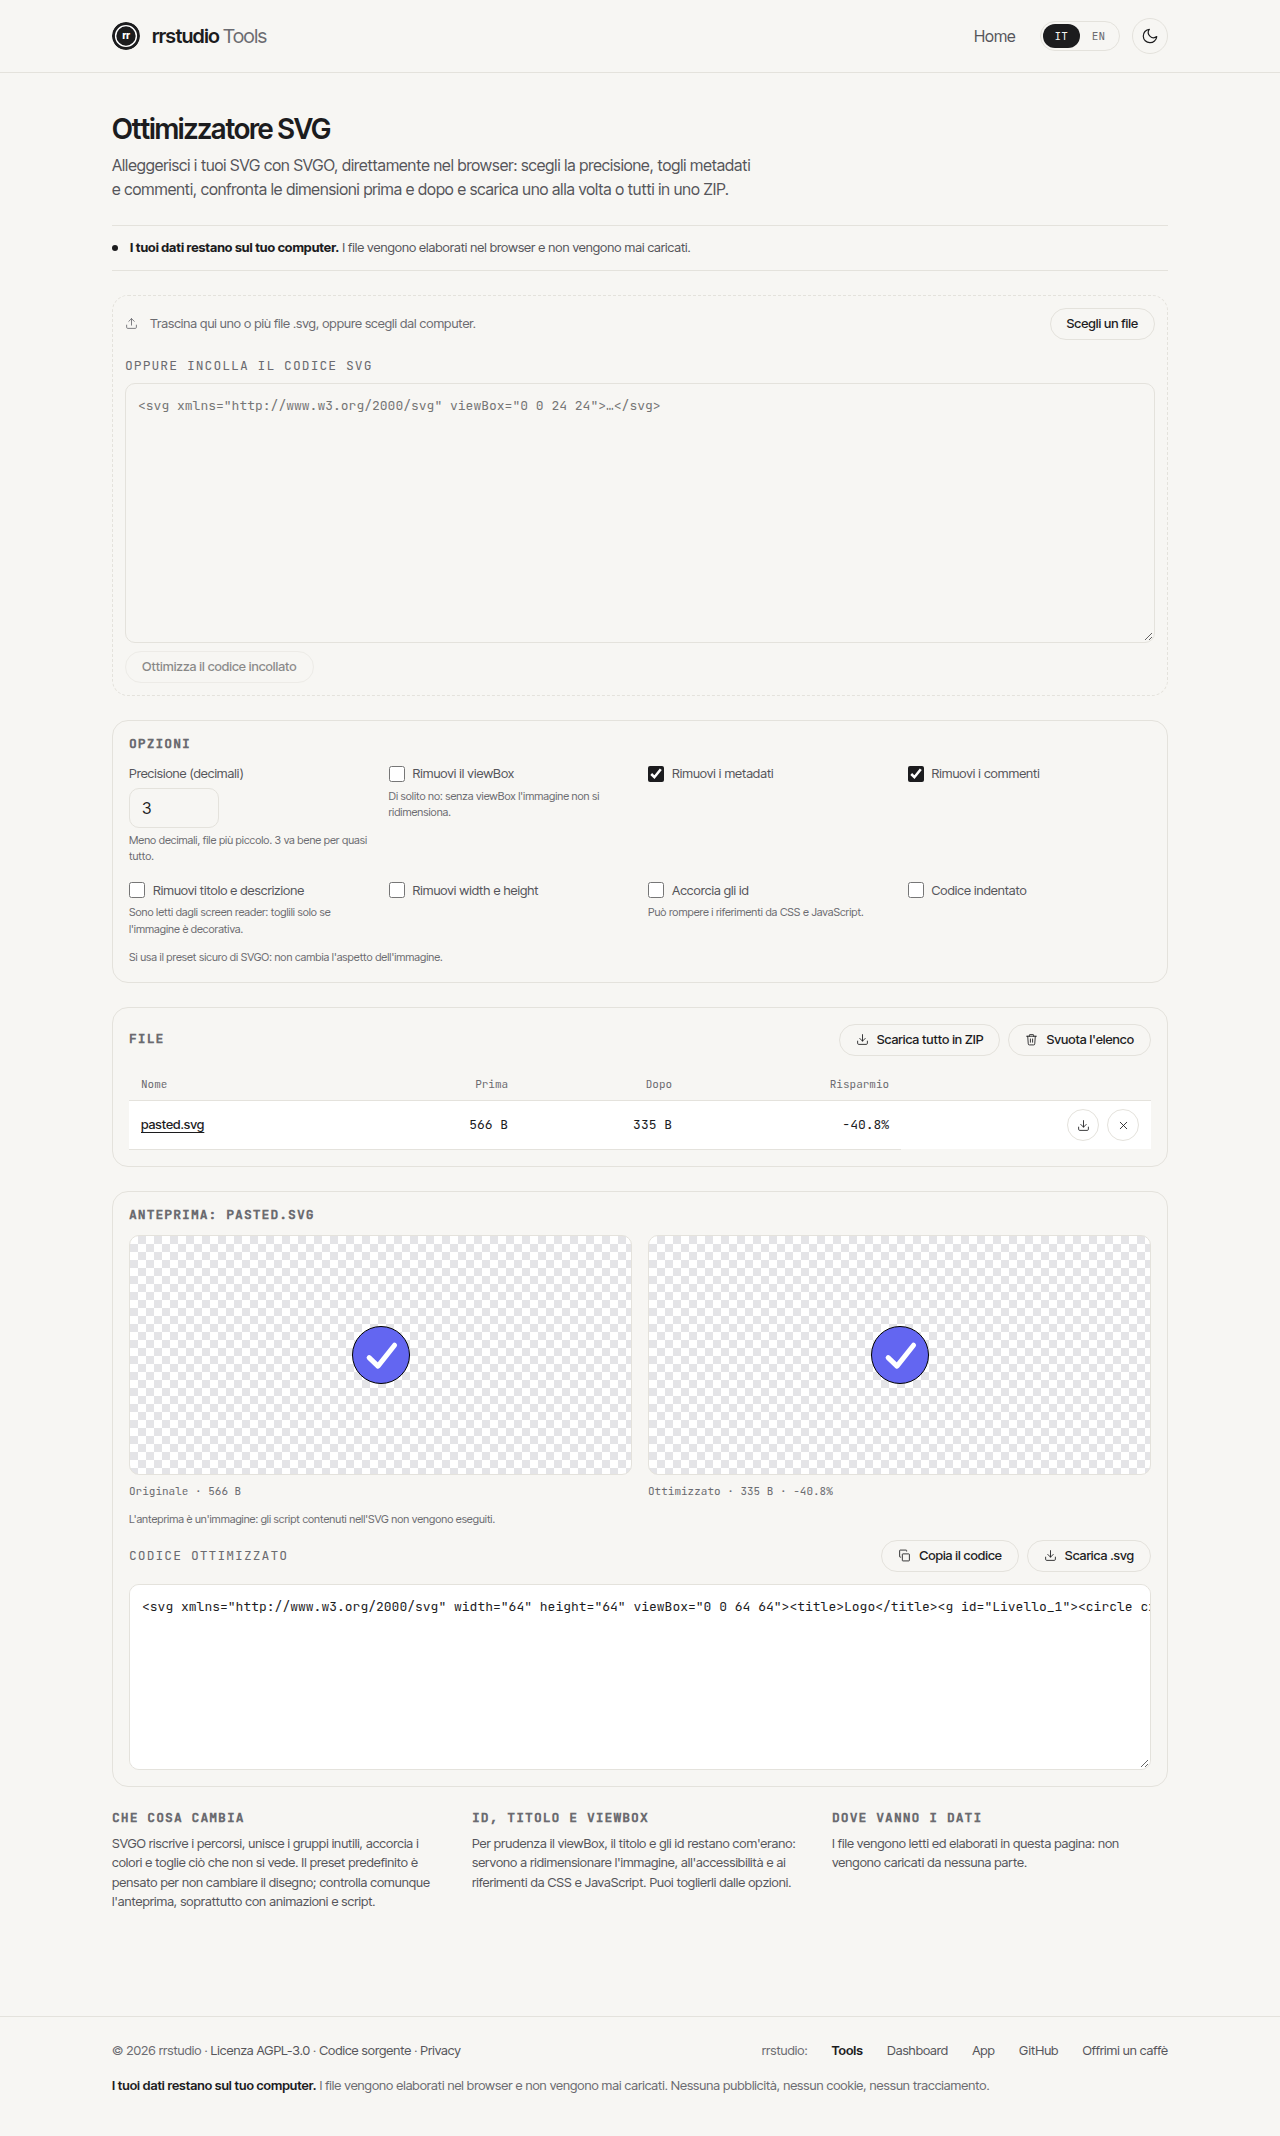 rr rrstudio Tools
Home
IT EN
Ottimizzatore SVG
Alleggerisci i tuoi SVG con SVGO, direttamente nel browser: scegli la precisione, togli metadati
e commenti, confronta le dimensioni prima e dopo e scarica uno alla volta o tutti in uno ZIP.
I tuoi dati restano sul tuo computer. I file vengono elaborati nel browser e non vengono mai caricati.
Trascina qui uno o più file .svg, oppure scegli dal computer.
Scegli un file
OPPURE INCOLLA IL CODICE SVG
<svg xmlns="http://www.w3.org/2000/svg" viewBox="0 0 24 24">…</svg>
Ottimizza il codice incollato
OPZIONI
Precisione (decimali)
3
Meno decimali, file più piccolo. 3 va bene per quasi
tutto.
Rimuovi il viewBox
Di solito no: senza viewBox l'immagine non si
ridimensiona.
Rimuovi i metadati
Rimuovi i commenti
Rimuovi titolo e descrizione
Sono letti dagli screen reader: toglili solo se
l'immagine è decorativa.
Rimuovi width e height
Accorcia gli id
Può rompere i riferimenti da CSS e JavaScript.
Codice indentato
Si usa il preset sicuro di SVGO: non cambia l'aspetto dell'immagine.
FILE
Scarica tutto in ZIP
Svuota l'elenco
Nome Prima Dopo Risparmio
pasted.svg 566 B 335 B -40.8%
ANTEPRIMA: PASTED.SVG
Originale · 566 B
Ottimizzato · 335 B · -40.8%
L'anteprima è un'immagine: gli script contenuti nell'SVG non vengono eseguiti.
CODICE OTTIMIZZATO
Copia il codice
Scarica .svg
<svg xmlns="http://www.w3.org/2000/svg" width="64" height="64" viewBox="0 0 64 64"><title>Logo</title><g id="Livello_1"><circle c
CHE COSA CAMBIA
SVGO riscrive i percorsi, unisce i gruppi inutili, accorcia i
colori e toglie ciò che non si vede. Il preset predefinito è
pensato per non cambiare il disegno; controlla comunque
l'anteprima, soprattutto con animazioni e script.
ID, TITOLO E VIEWBOX
Per prudenza il viewBox, il titolo e gli id restano com'erano:
servono a ridimensionare l'immagine, all'accessibilità e ai
riferimenti da CSS e JavaScript. Puoi toglierli dalle opzioni.
DOVE VANNO I DATI
I file vengono letti ed elaborati in questa pagina: non
vengono caricati da nessuna parte.
© 2026 rrstudio · Licenza AGPL-3.0 · Codice sorgente · Privacy
rrstudio: Tools Dashboard App GitHub Offrimi un caffè
I tuoi dati restano sul tuo computer. I file vengono elaborati nel browser e non vengono mai caricati. Nessuna pubblicità, nessun cookie, nessun tracciamento.